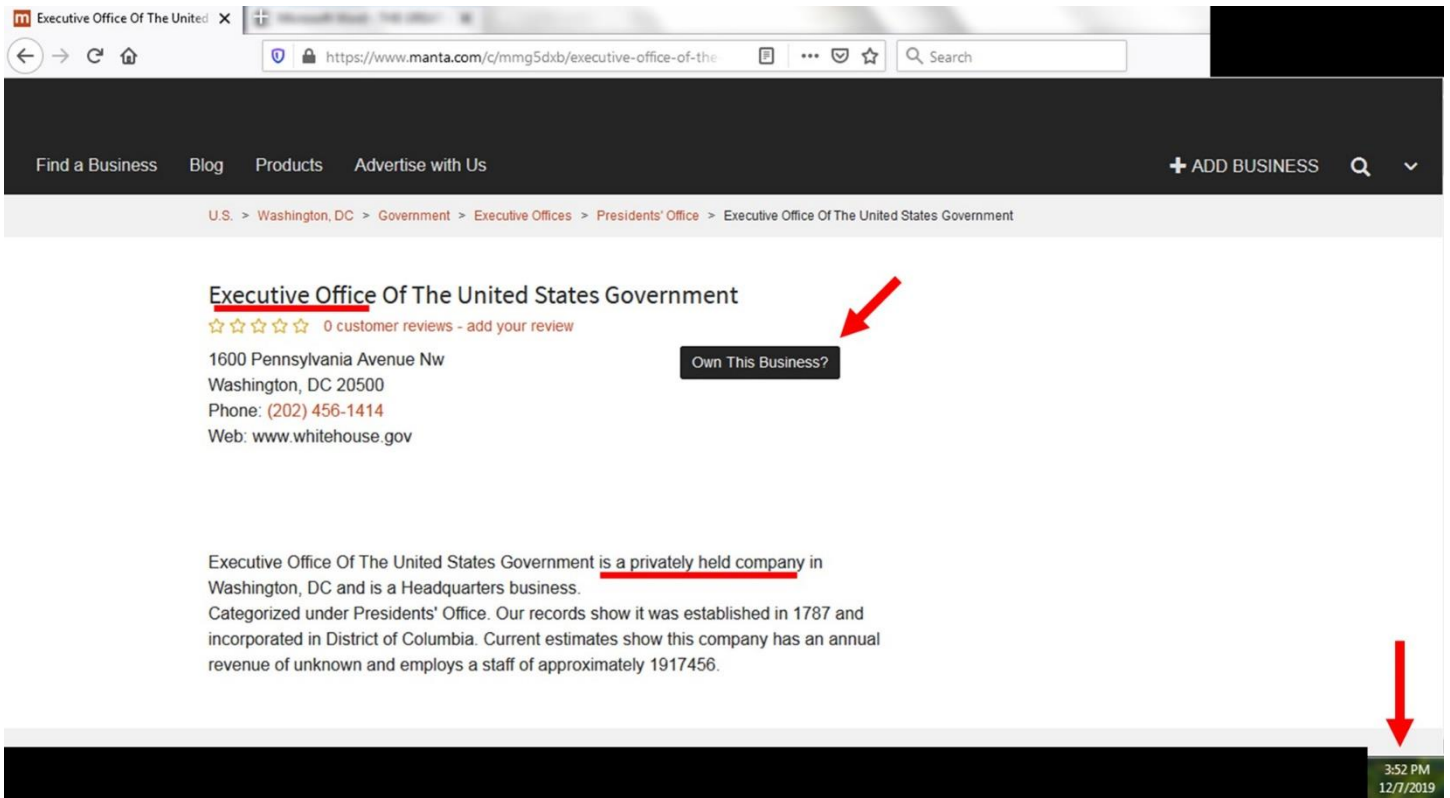 Executive Office Of The United
https://www.manta.com/c/mmg5dxb/executive-office-of-the
Search
Find a Business Blog Products Advertise with Us ADD BUSINESS
U.S. > Washington, DC > Government > Executive Offices > Presidents' Office > Executive Office Of The United States Government
Executive Office Of The United States Government
0 customer reviews - add your review
1600 Pennsylvania Avenue Nw
Own This Business?
Washington, DC 20500
Phone: (202) 456-1414
Web: www.whitehouse.gov
Executive Office Of The United States Government is a privately held company in
Washington, DC and is a Headquarters business.
Categorized under Presidents' Office. Our records show it was established in 1787 and
incorporated in District of Columbia. Current estimates show this company has an annual
revenue of unknown and employs a staff of approximately 1917456.
3:52 PM
12/7/2019